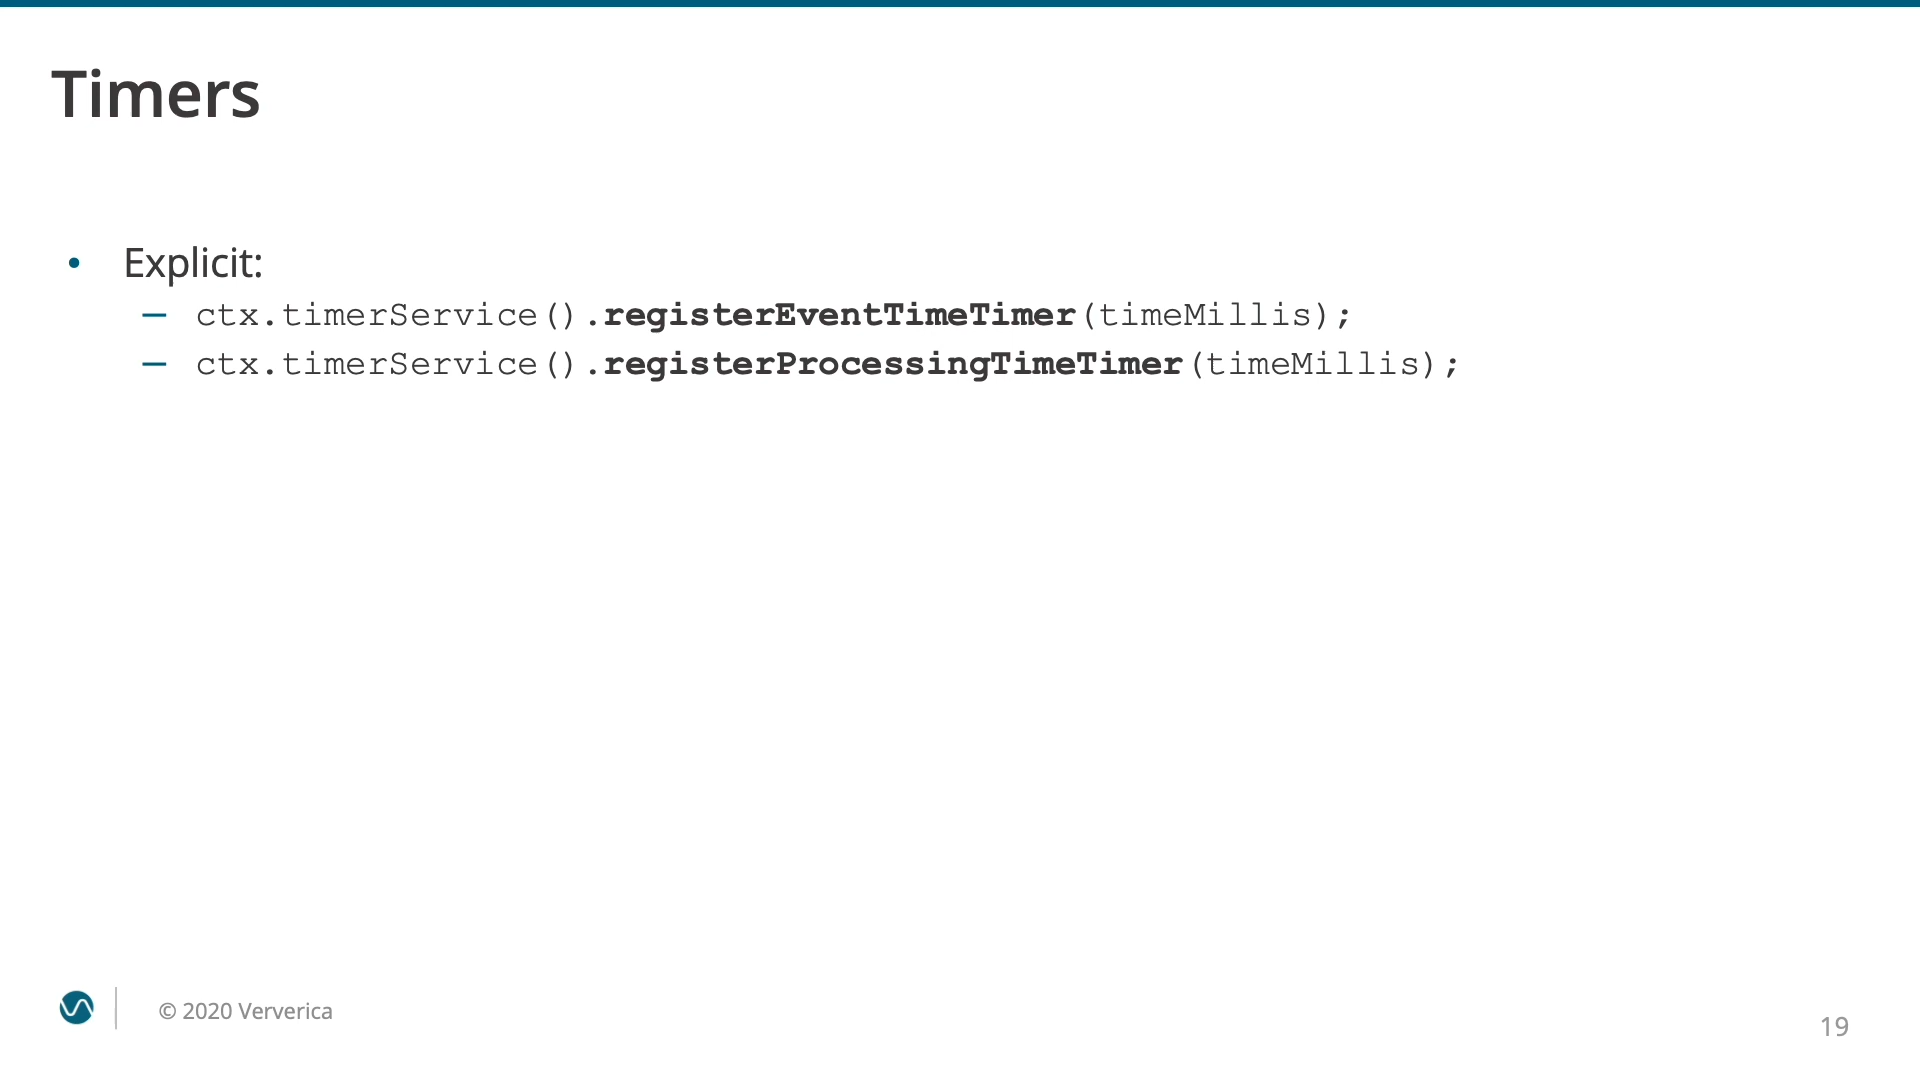 Timers
• Explicit:
– ctx.timerService().registerEventTimeTimer(timeMillis);
– ctx.timerService().registerProcessingTimeTimer(timeMillis);
© 2020 Ververica
19